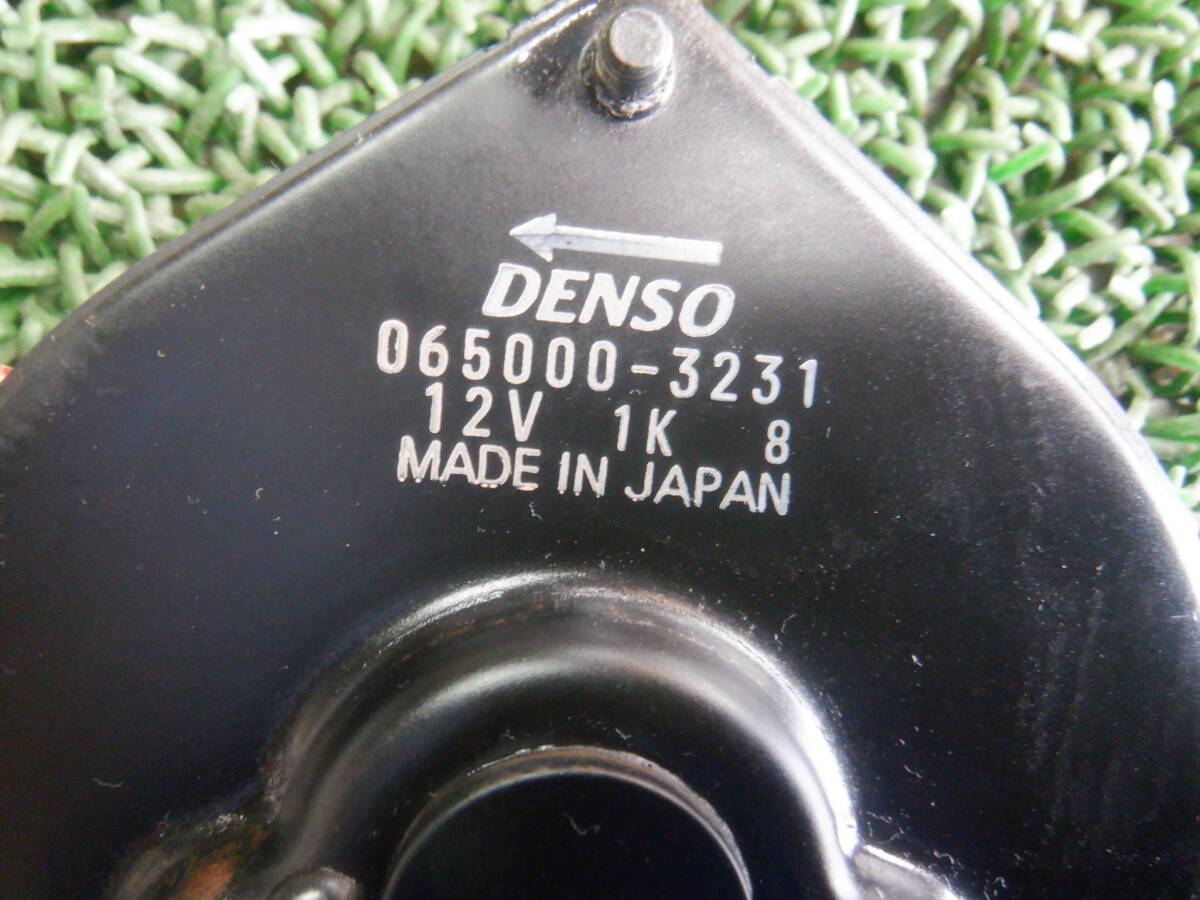 DENSO
065000-3231
12V 1K 8
MADE IN JAPAN